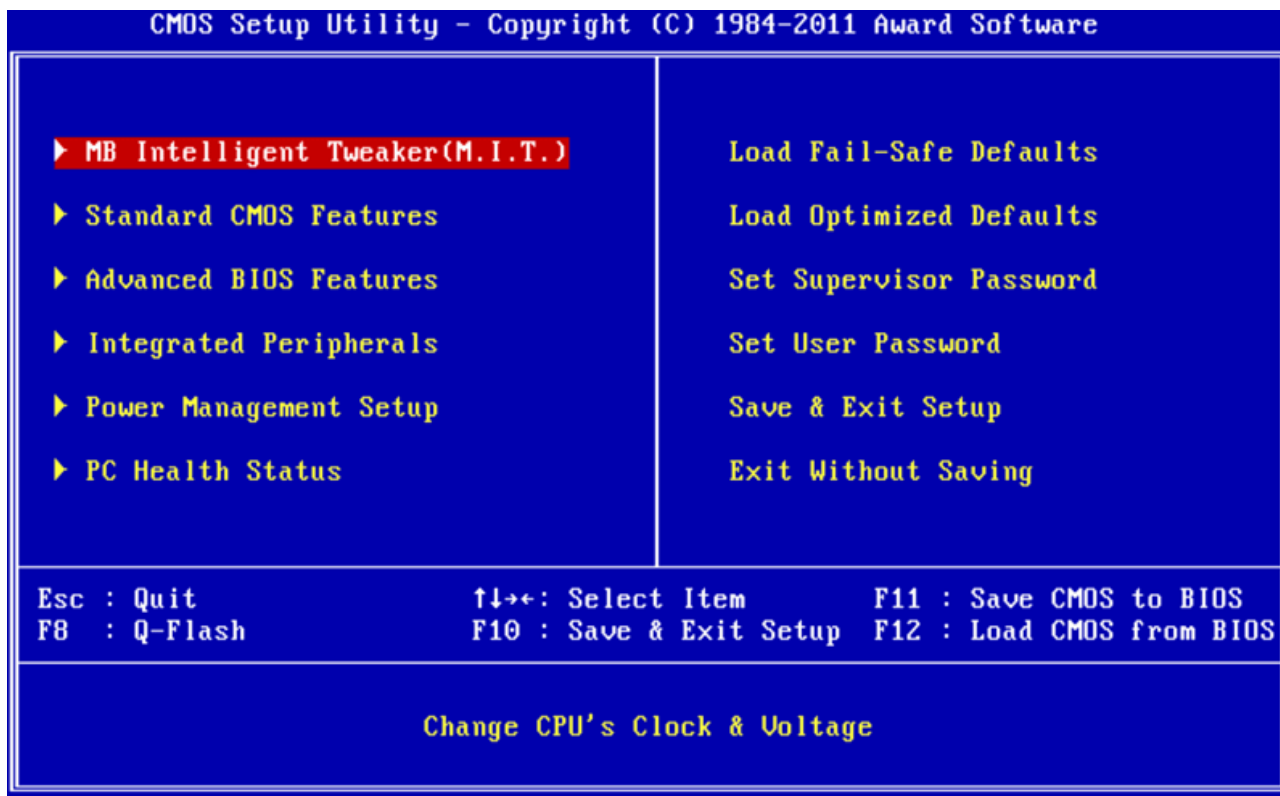 CMOS Setup Utility - Copyright (C) 1984-2011 Award Software
▶ MB Intelligent Tweaker(M.I.T.)
▶ Standard CMOS Features
▶ Advanced BIOS Features
▶ Integrated Peripherals
▶ Power Management Setup
▶ PC Health Status
Load Fail-Safe Defaults
Load Optimized Defaults
Set Supervisor Password
Set User Password
Save & Exit Setup
Exit Without Saving
Esc : Quit ↑↓→←: Select Item F11 : Save CMOS to BIOS
F8 : Q-Flash F10 : Save & Exit Setup F12 : Load CMOS from BIOS
Change CPU's Clock & Voltage